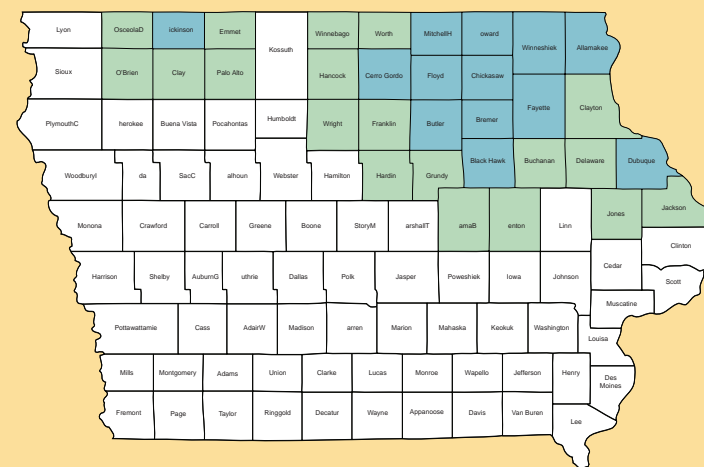 Lyon OsceolaD ickinson Emmet Winnebago Worth MitchellH oward
Kossuth Winneshiek Allamakee
Sioux O'Brien Clay Palo Alto Hancock Cerro Gordo Floyd Chickasaw
PlymouthC herokee Buena Vista Pocahontas Humboldt Wright Franklin Butler Bremer Fayette Clayton
Woodburyl da SacC alhoun Webster Hamilton Hardin Grundy Black Hawk Buchanan Delaware Dubuque
Monona Crawford Carroll Greene Boone StoryM arshallT amaB enton Linn Jones Jackson
Clinton
Harrison Shelby AuburnG uthrie Dallas Polk Jasper Poweshiek Iowa Johnson Cedar
Scott
Muscatine
Pottawattamie Cass AdairW Madison arren Marion Mahaska Keokuk Washington
Louisa
Mills Montgomery Adams Union Clarke Lucas Monroe Wapello Jefferson Henry
Des
Moines
Fremont Page Taylor Ringgold Decatur Wayne Appanoose Davis Van Buren
Lee